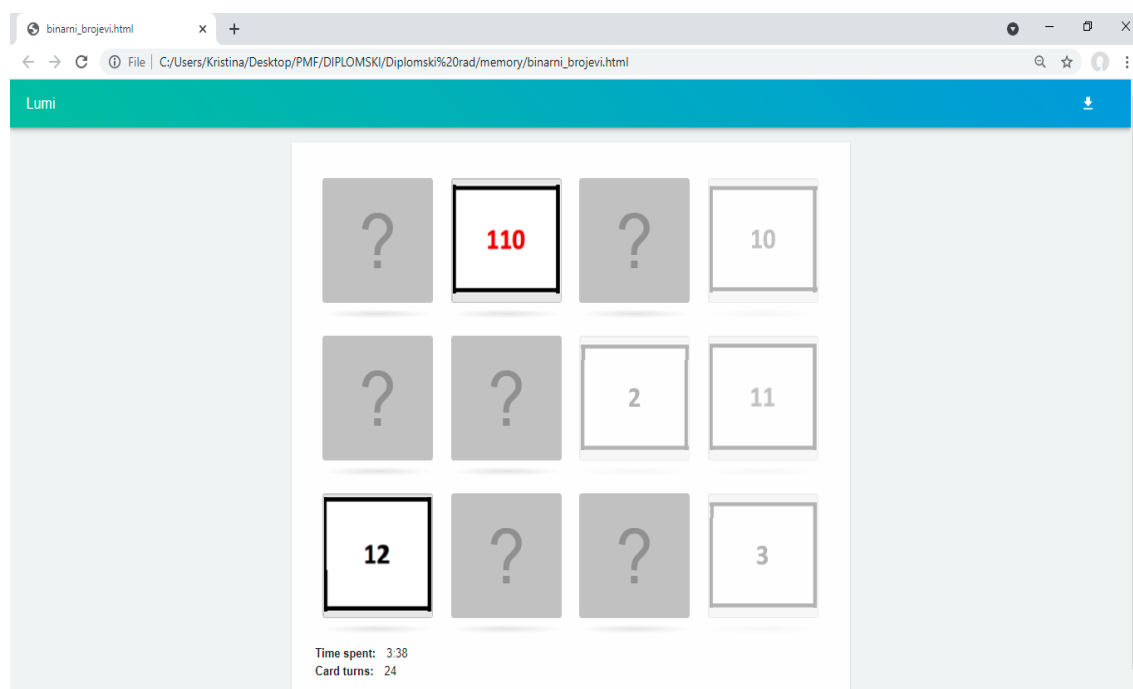 binarni_brojevi.html
File | C:/Users/Kristina/Desktop/PMF/DIPLOMSKI/Diplomski%20rad/memory/binarni_brojevi.html
Lumi
? 110 ? 10
? ? 2 11
12 ? ? 3
Time spent: 3:38
Card turns: 24